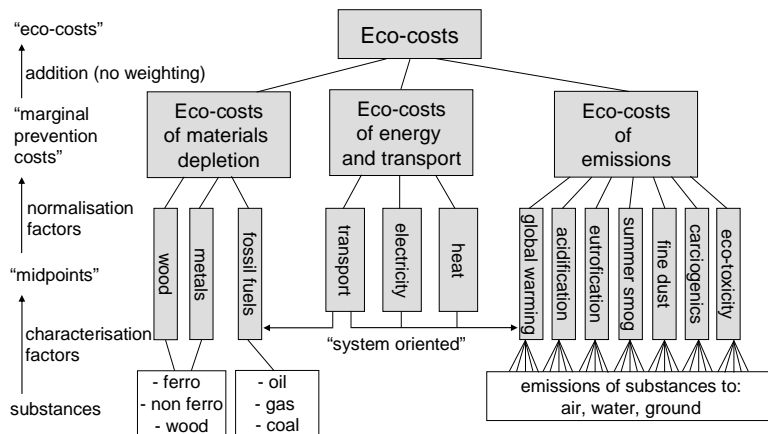 “eco-costs”
addition (no weighting)
“marginal
prevention
costs”
normalisation
factors
“midpoints”
characterisation
factors
substances
Eco-costs
Eco-costs
of materials
depletion
Eco-costs
of energy
and transport
Eco-costs
of
emissions
wood
metals
fossil fuels
transport
electricity
heat
global warming
acidification
eutrofication
summer smog
fine dust
carciogenics
eco-toxicity
“system oriented”
- ferro
- non ferro
- wood
- oil
- gas
- coal
emissions of substances to:
air, water, ground